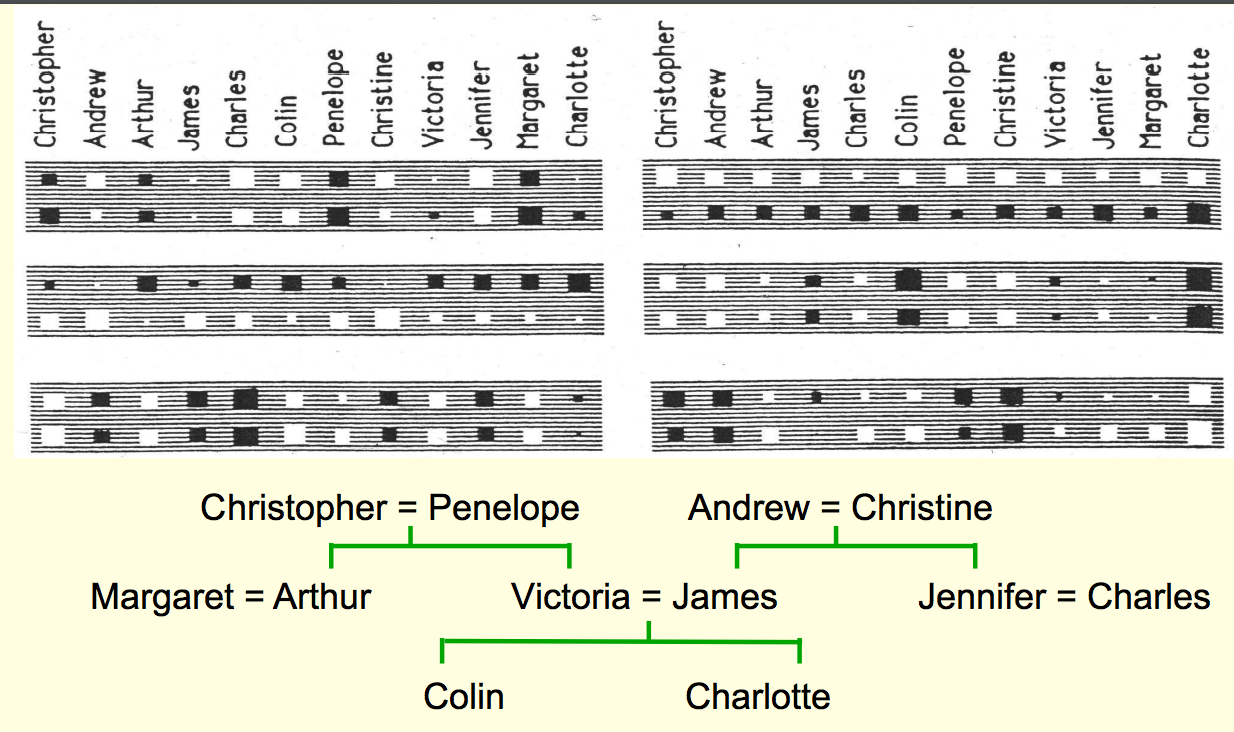 Christopher Andrew Arthur James Charles Colin Penelope Christine Victoria Jennifer Margaret Charlotte
Christopher Andrew Arthur James Charles Colin Penelope Christine Victoria Jennifer Margaret Charlotte
Christopher = Penelope Andrew = Christine
Margaret = Arthur Victoria = James Jennifer = Charles
Colin Charlotte